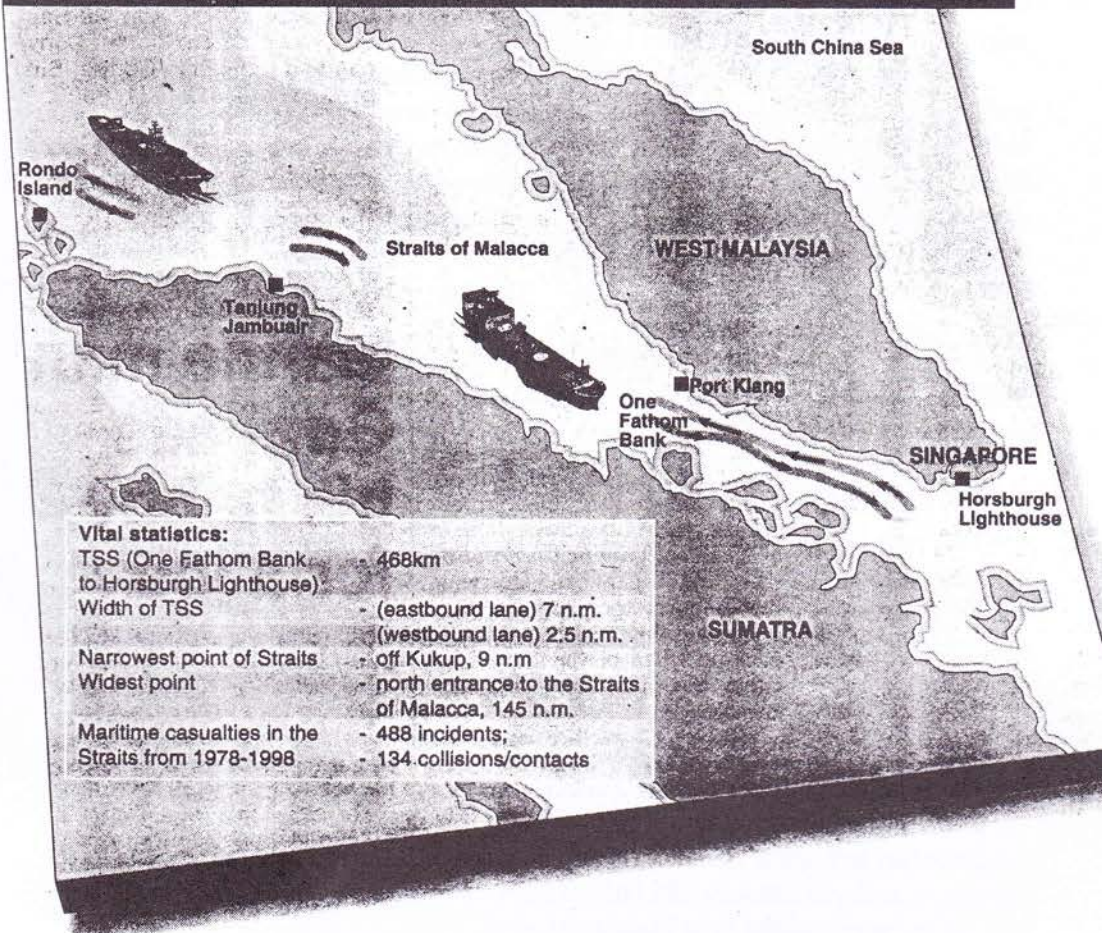 South China Sea
Rondo
Island
Straits of Malacca
WEST MALAYSIA
Tanjung
Jambuair
Port Klang
One
Fathom
Bank
SINGAPORE
Horsburgh
Lighthouse
SUMATRA
Vital statistics:
TSS (One Fathom Bank - 468km
to Horsburgh Lighthouse)
Width of TSS - (eastbound lane) 7 n.m.
(westbound lane) 2.5 n.m.
Narrowest point of Straits - off Kukup, 9 n.m
Widest point - north entrance to the Straits
of Malacca, 145 n.m.
Maritime casualties in the - 488 incidents;
Straits from 1978-1998 - 134 collisions/contacts